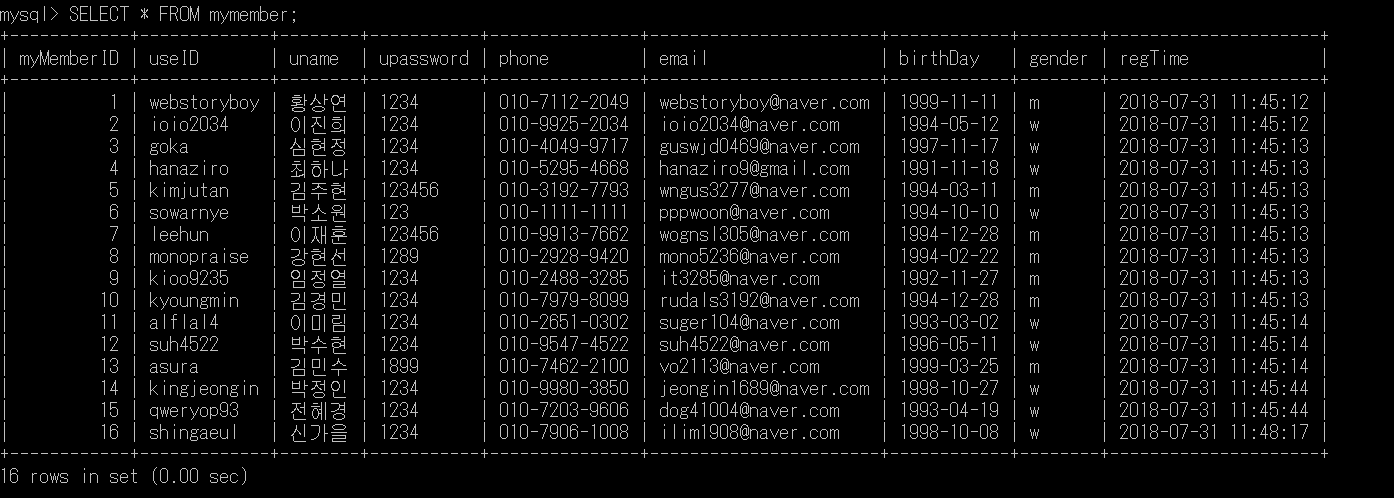 mysql> SELECT * FROM mymember;
+------------+------------+--------+-----------+---------------+-----------------------+------------+--------+---------------------+
| myMemberID | useID | uname | upassword | phone | email | birthDay | gender | regTime |
+------------+------------+--------+-----------+---------------+-----------------------+------------+--------+---------------------+
| 1 | webstoryboy | 황상연 | 1234 | 010-7112-2049 | webstoryboy@naver.com | 1999-11-11 | m | 2018-07-31 11:45:12 |
| 2 | ioio2034 | 이진희 | 1234 | 010-9925-2034 | ioio2034@naver.com | 1994-05-12 | w | 2018-07-31 11:45:12 |
| 3 | goka | 심현정 | 1234 | 010-4049-9717 | guswjd0469@naver.com | 1997-11-17 | w | 2018-07-31 11:45:13 |
| 4 | hanaziro | 최하나 | 1234 | 010-5295-4668 | hanaziro9@gmail.com | 1991-11-18 | w | 2018-07-31 11:45:13 |
| 5 | kimjutan | 김주현 | 123456 | 010-3192-7793 | wngus3277@naver.com | 1994-03-11 | m | 2018-07-31 11:45:13 |
| 6 | sowarnye | 박소원 | 123 | 010-1111-1111 | pppwoon@naver.com | 1994-10-10 | w | 2018-07-31 11:45:13 |
| 7 | leehun | 이재훈 | 123456 | 010-9913-7662 | wognsl305@naver.com | 1994-12-28 | m | 2018-07-31 11:45:13 |
| 8 | monopraise | 강현선 | 1289 | 010-2928-9420 | mono5236@naver.com | 1994-02-22 | m | 2018-07-31 11:45:13 |
| 9 | kioo9235 | 임정열 | 1234 | 010-2488-3285 | it3285@naver.com | 1992-11-27 | m | 2018-07-31 11:45:13 |
| 10 | kyoungmin | 김경민 | 1234 | 010-7979-8099 | rudals3192@naver.com | 1994-12-28 | m | 2018-07-31 11:45:13 |
| 11 | alflal4 | 이미림 | 1234 | 010-2651-0302 | suger104@naver.com | 1993-03-02 | w | 2018-07-31 11:45:14 |
| 12 | suh4522 | 박수현 | 1234 | 010-9547-4522 | suh4522@naver.com | 1996-05-11 | w | 2018-07-31 11:45:14 |
| 13 | asura | 김민수 | 1899 | 010-7462-2100 | vo2113@naver.com | 1999-03-25 | m | 2018-07-31 11:45:14 |
| 14 | kingjeongin | 박정인 | 1234 | 010-9980-3850 | jeongin1689@naver.com | 1998-10-27 | w | 2018-07-31 11:45:44 |
| 15 | qweryop93 | 전혜경 | 1234 | 010-7203-9606 | dog41004@naver.com | 1993-04-19 | w | 2018-07-31 11:45:44 |
| 16 | shingaeul | 신가을 | 1234 | 010-7906-1008 | ilim1908@naver.com | 1998-10-08 | w | 2018-07-31 11:48:17 |
+------------+------------+--------+-----------+---------------+-----------------------+------------+--------+---------------------+
16 rows in set (0.00 sec)